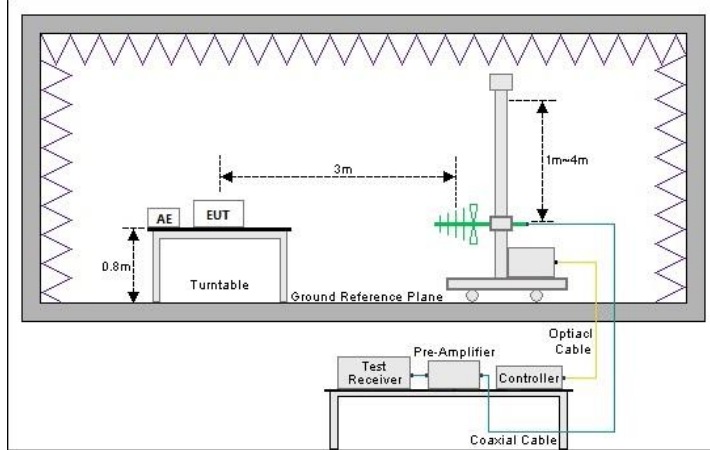 3m
1m~4m
AE
EUT
0.8m
Turntable
Ground Reference Plane
Optiacl
Cable
Pre-Amplifier
Test
Receiver
Controller
Coaxial Cable